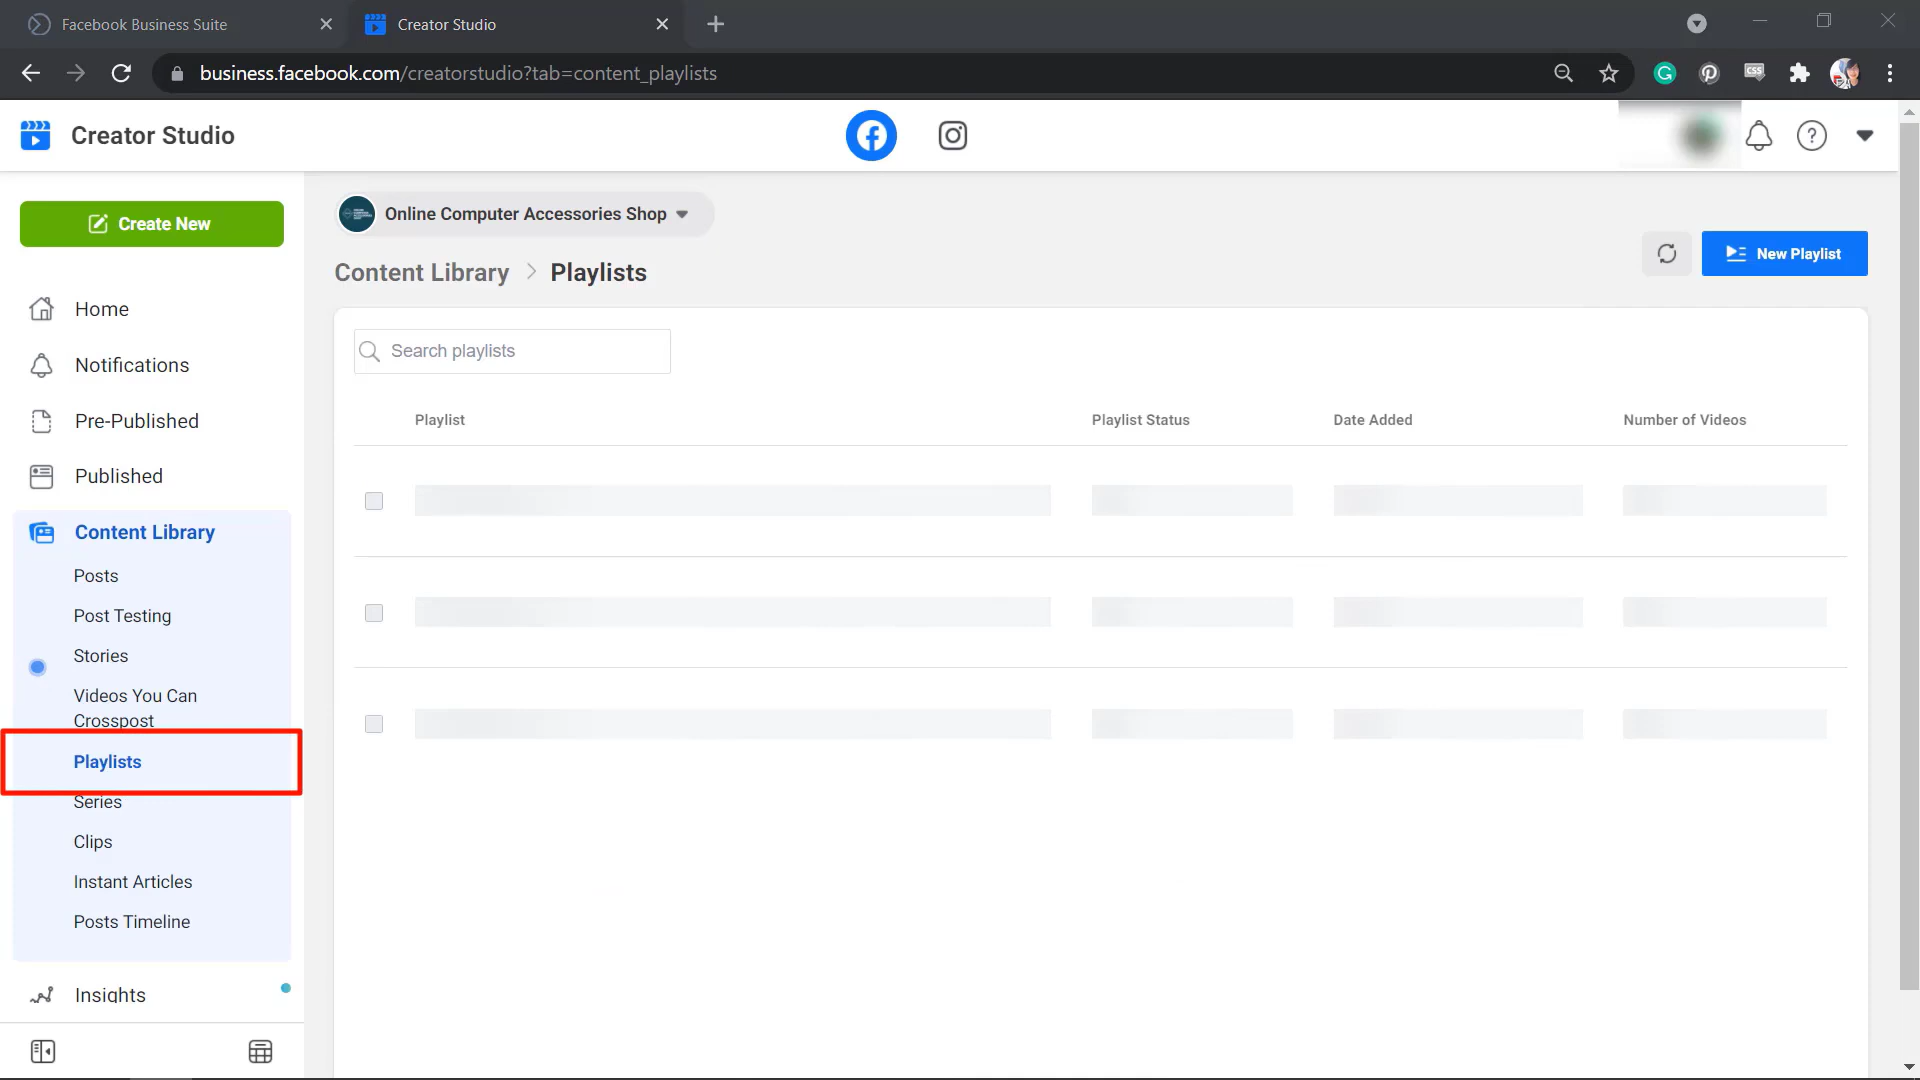 Facebook Business Suite
Creator Studio
business.facebook.com/creatorstudio?tab=content_playlists
CSS
Creator Studio
Create New
Online Computer Accessories Shop
Content Library > Playlists
New Playlist
Home
Notifications
Pre-Published
Published
Content Library
Posts
Post Testing
Stories
Videos You Can
Crosspost
Playlists
Series
Clips
Instant Articles
Posts Timeline
Insights
Search playlists
Playlist Playlist Status Date Added Number of Videos